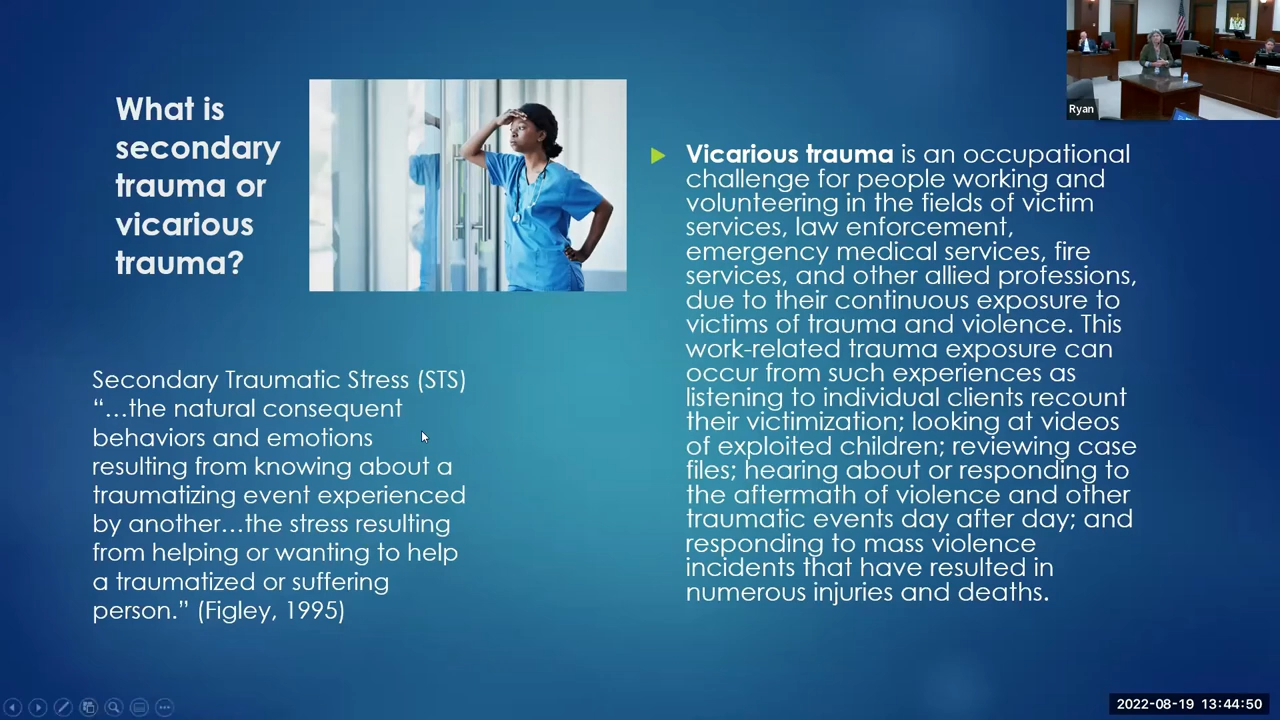 What is
secondary
trauma or
vicarious
trauma?
Secondary Traumatic Stress (STS)
“…the natural consequent
behaviors and emotions
resulting from knowing about a
traumatizing event experienced
by another…the stress resulting
from helping or wanting to help
a traumatized or suffering
person.” (Figley, 1995)
Vicarious trauma is an occupational
challenge for people working and
volunteering in the fields of victim
services, law enforcement,
emergency medical services, fire
services, and other allied professions,
due to their continuous exposure to
victims of trauma and violence. This
work-related trauma exposure can
occur from such experiences as
listening to individual clients recount
their victimization; looking at videos
of exploited children; reviewing case
files; hearing about or responding to
the aftermath of violence and other
traumatic events day after day; and
responding to mass violence
incidents that have resulted in
numerous injuries and deaths.
Ryan
2022-08-19 13:44:50